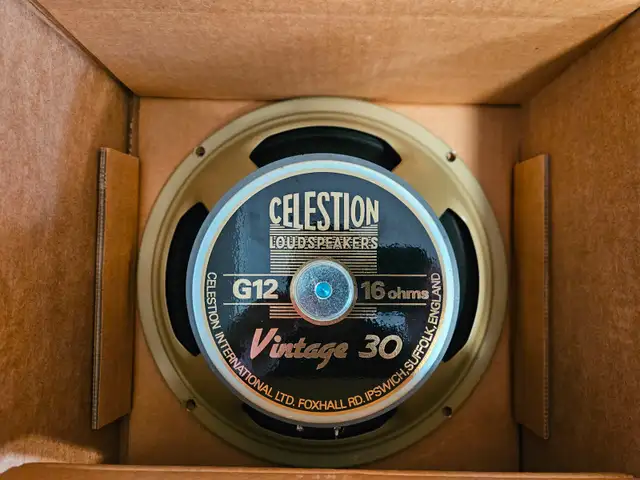 CELESTION
LOUDSPEAKERS
G12 16 ohms
Vintage 30
CELESTION INTERNATIONAL LTD. FOXHALL RD. IPSWICH, SUFFOLK, ENGLAND